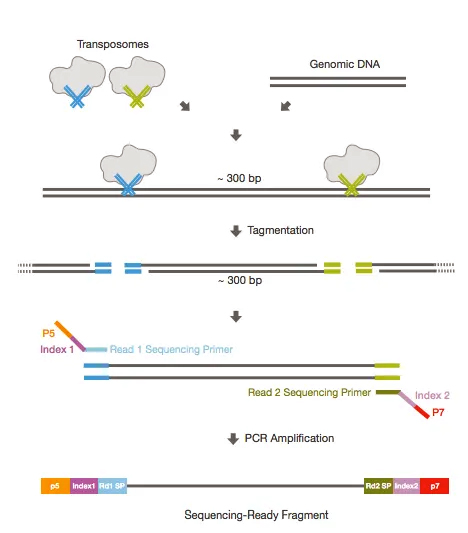 Transposomes
Genomic DNA
~ 300 bp
Tagmentation
~ 300 bp
P5
Index 1
Read 1 Sequencing Primer
Read 2 Sequencing Primer
Index 2
P7
PCR Amplification
p5 Index1 Rd1 SP Rd2 SP Index2 p7
Sequencing-Ready Fragment